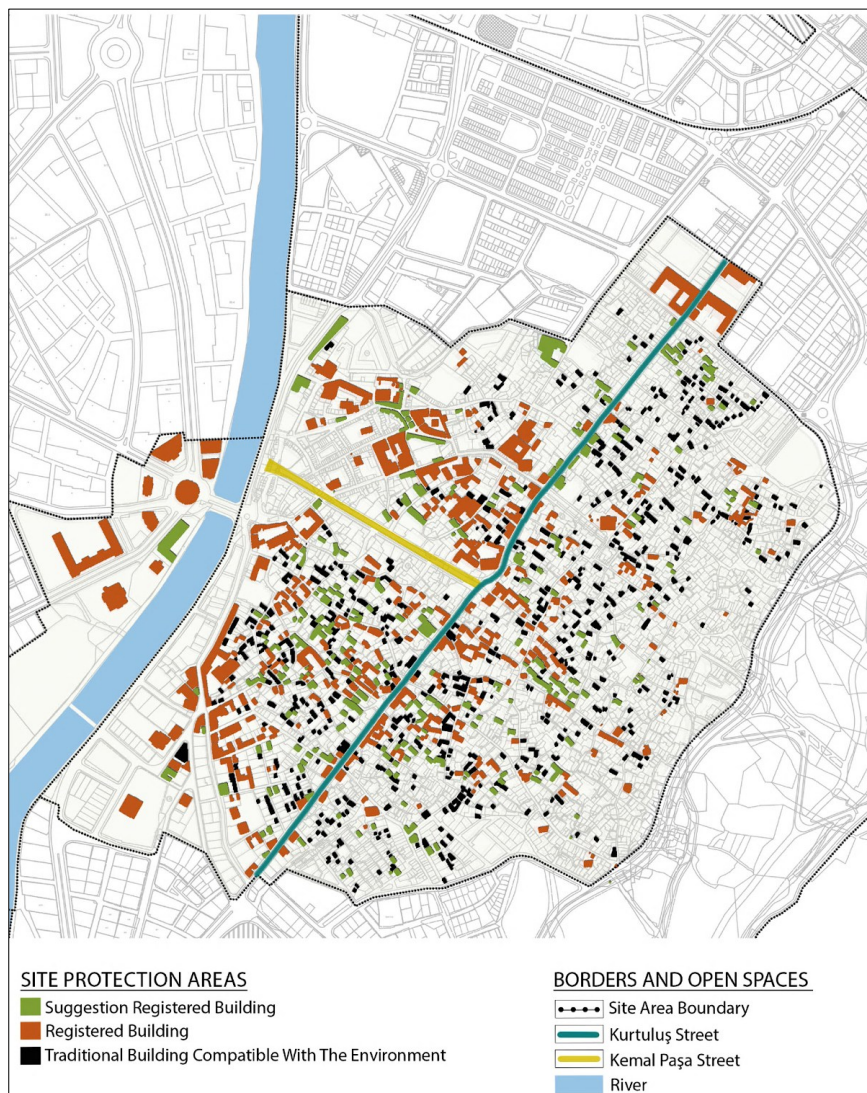 SITE PROTECTION AREAS
Suggestion Registered Building
Registered Building
Traditional Building Compatible With The Environment
BORDERS AND OPEN SPACES
Site Area Boundary
Kurtuluş Street
Kemal Paşa Street
River